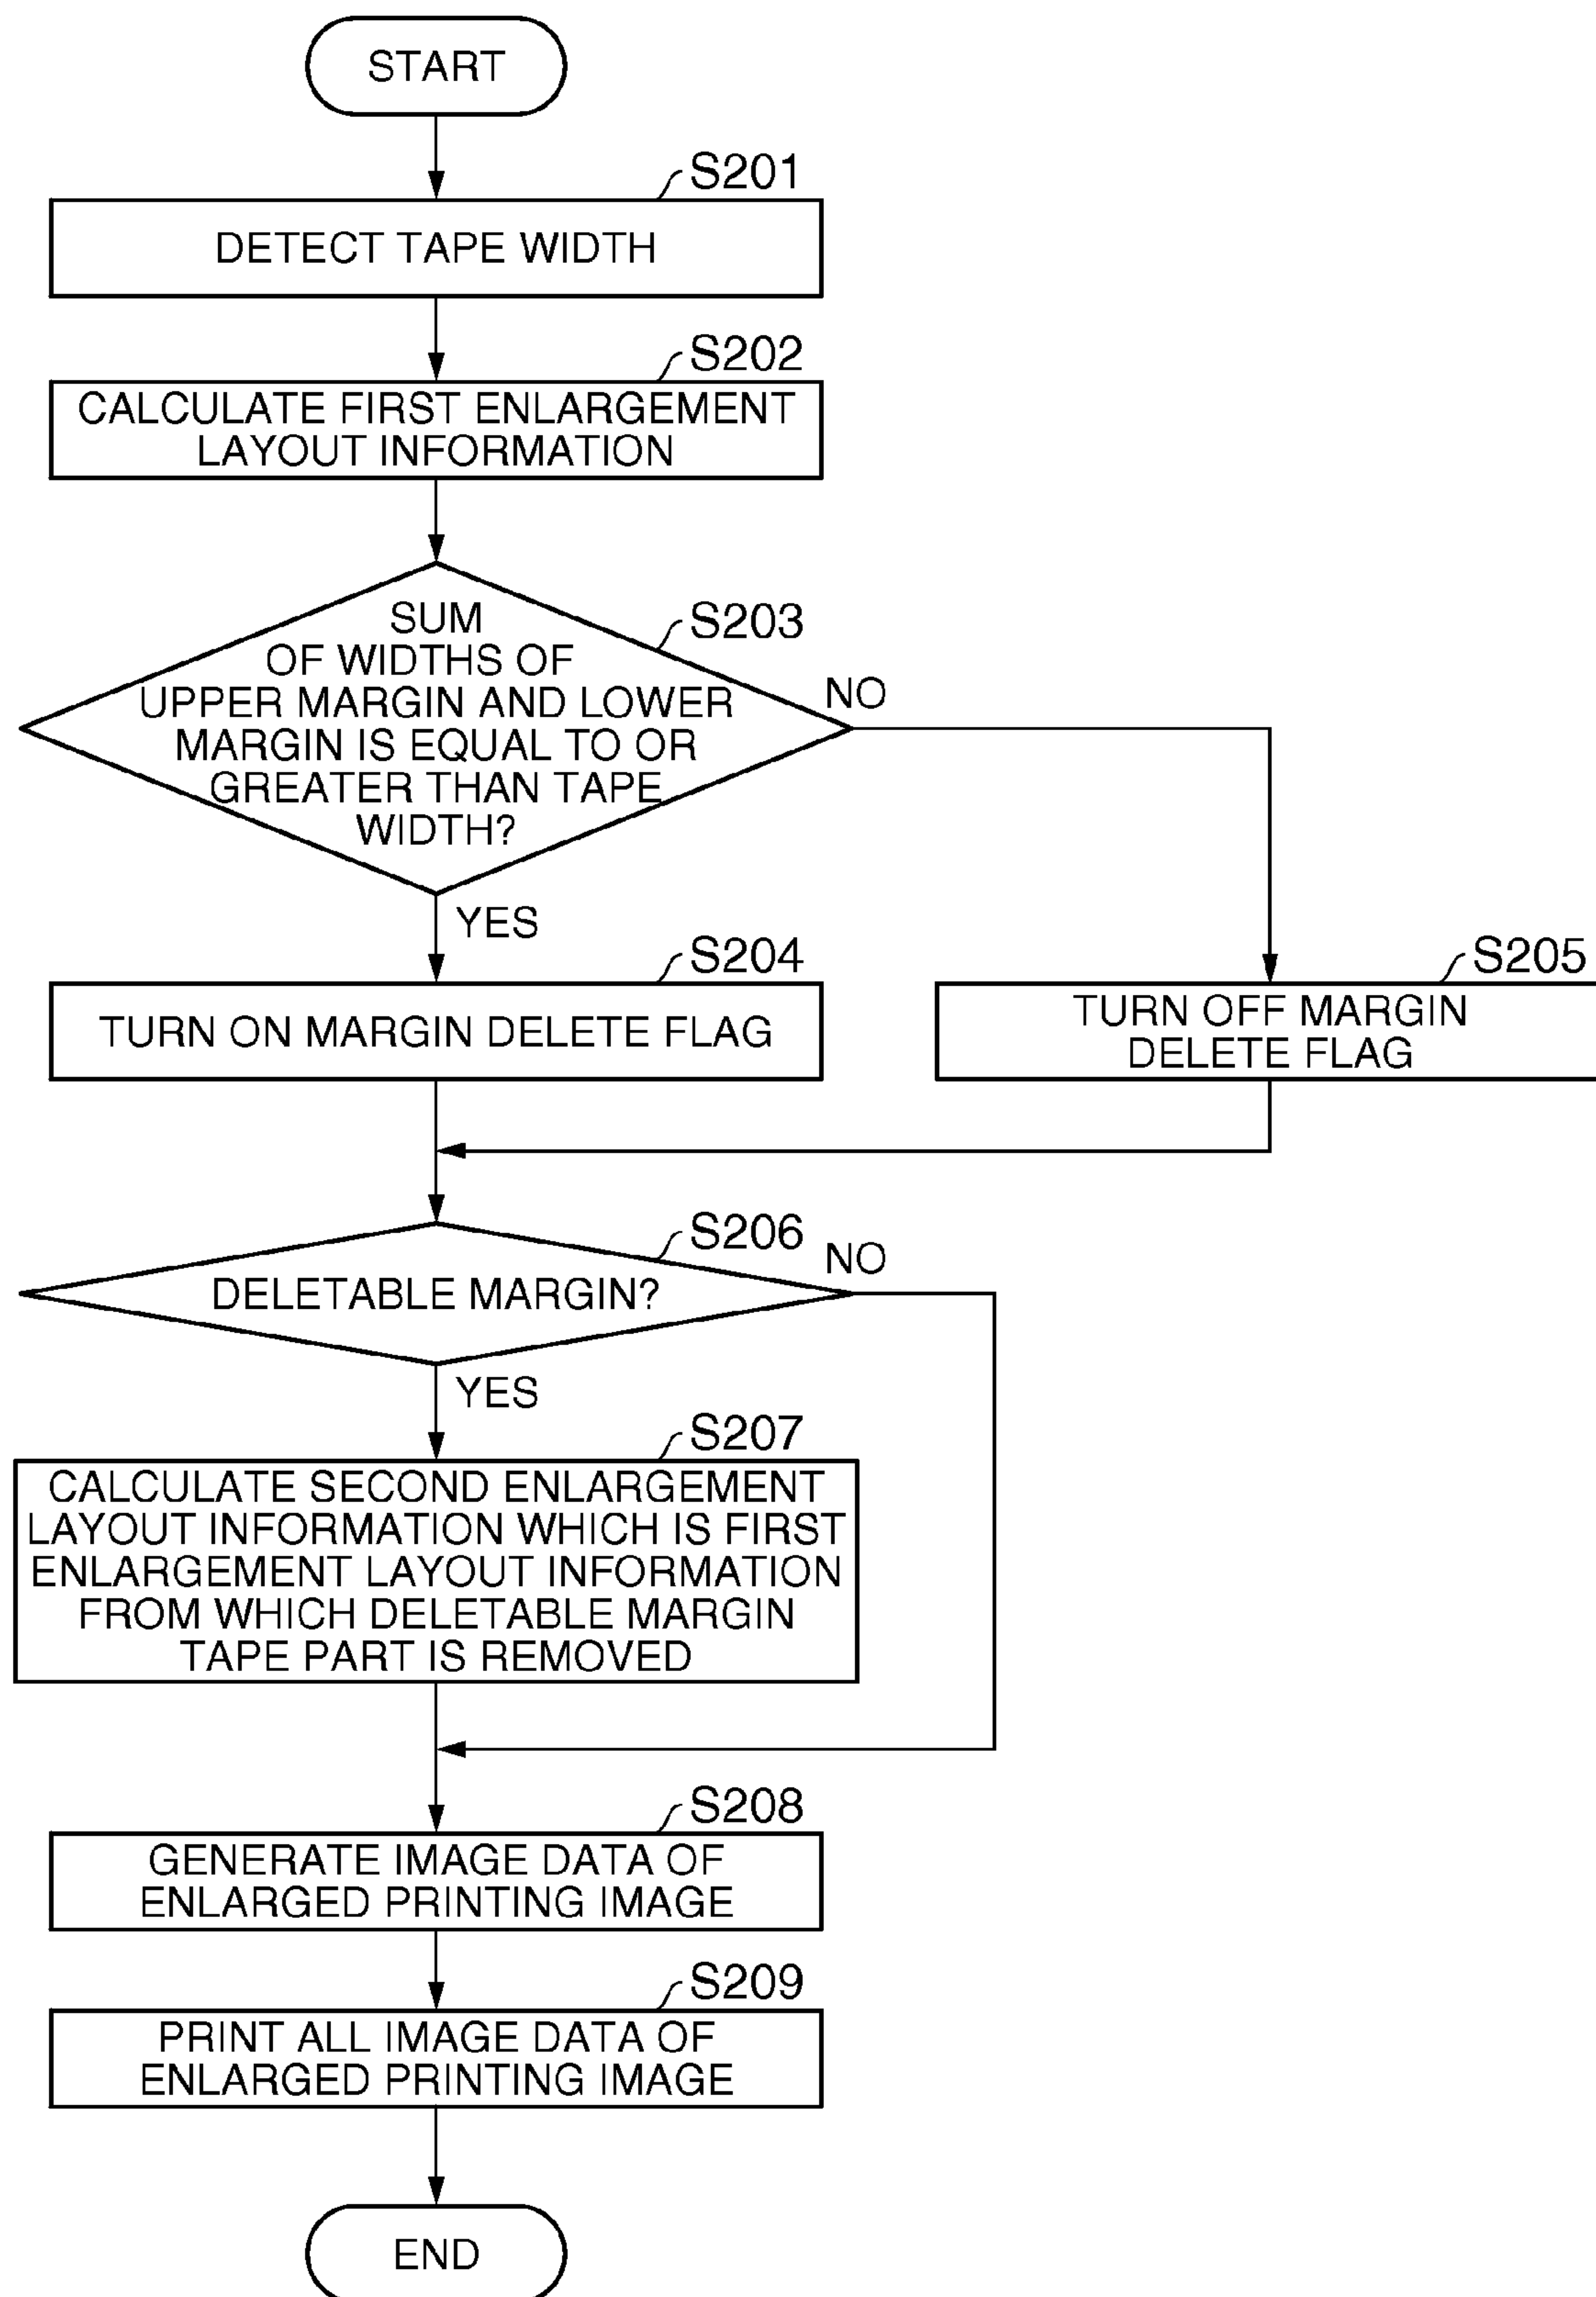 START
S201
DETECT TAPE WIDTH
S202
CALCULATE FIRST ENLARGEMENT
LAYOUT INFORMATION
S203
SUM
OF WIDTHS OF
UPPER MARGIN AND LOWER
MARGIN IS EQUAL TO OR
GREATER THAN TAPE
WIDTH?
NO
YES
S204
TURN ON MARGIN DELETE FLAG
S205
TURN OFF MARGIN
DELETE FLAG
S206
DELETABLE MARGIN?
NO
YES
S207
CALCULATE SECOND ENLARGEMENT
LAYOUT INFORMATION WHICH IS FIRST
ENLARGEMENT LAYOUT INFORMATION
FROM WHICH DELETABLE MARGIN
TAPE PART IS REMOVED
S208
GENERATE IMAGE DATA OF
ENLARGED PRINTING IMAGE
S209
PRINT ALL IMAGE DATA OF
ENLARGED PRINTING IMAGE
END